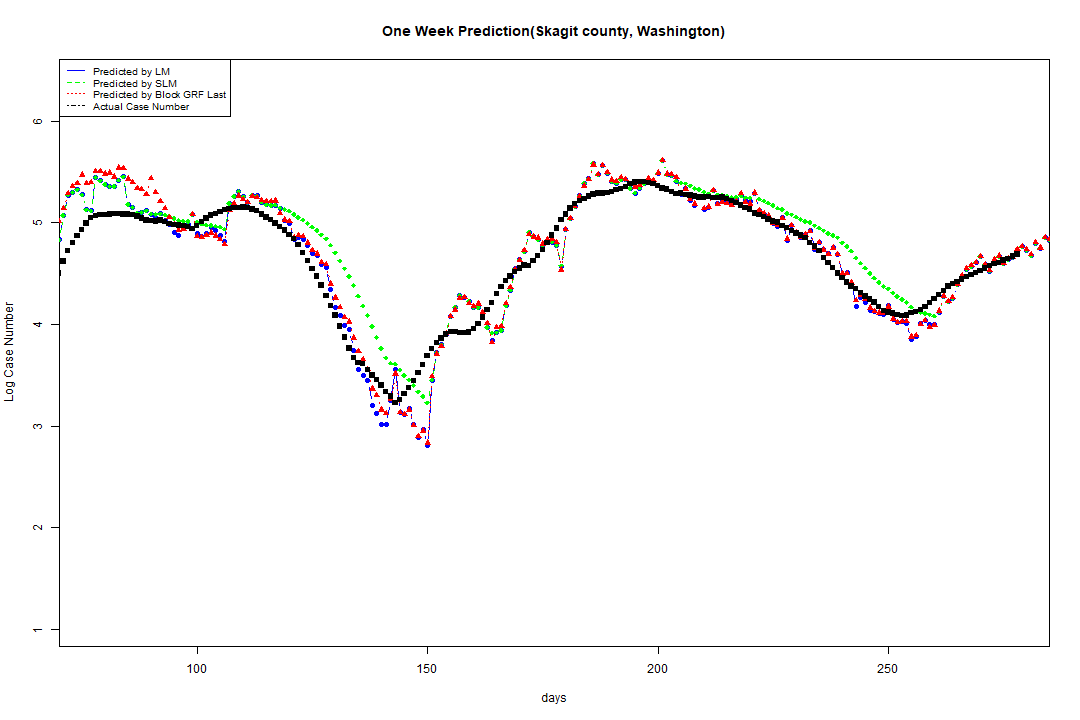 One Week Prediction(Skagit county, Washington)
Predicted by LM
Predicted by SLM
Predicted by Block GRF Last
Actual Case Number
6
5
4
3
2
1
Log Case Number
100 150 200 250
days